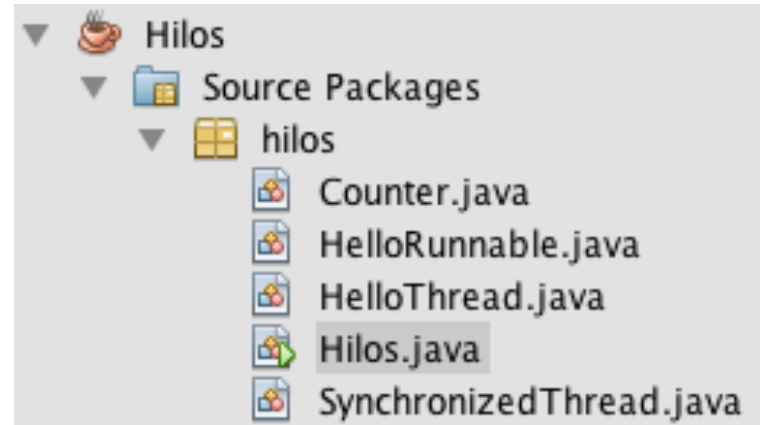 Hilos
Source Packages
hilos
Counter.java
HelloRunnable.java
HelloThread.java
Hilos.java
SynchronizedThread.java